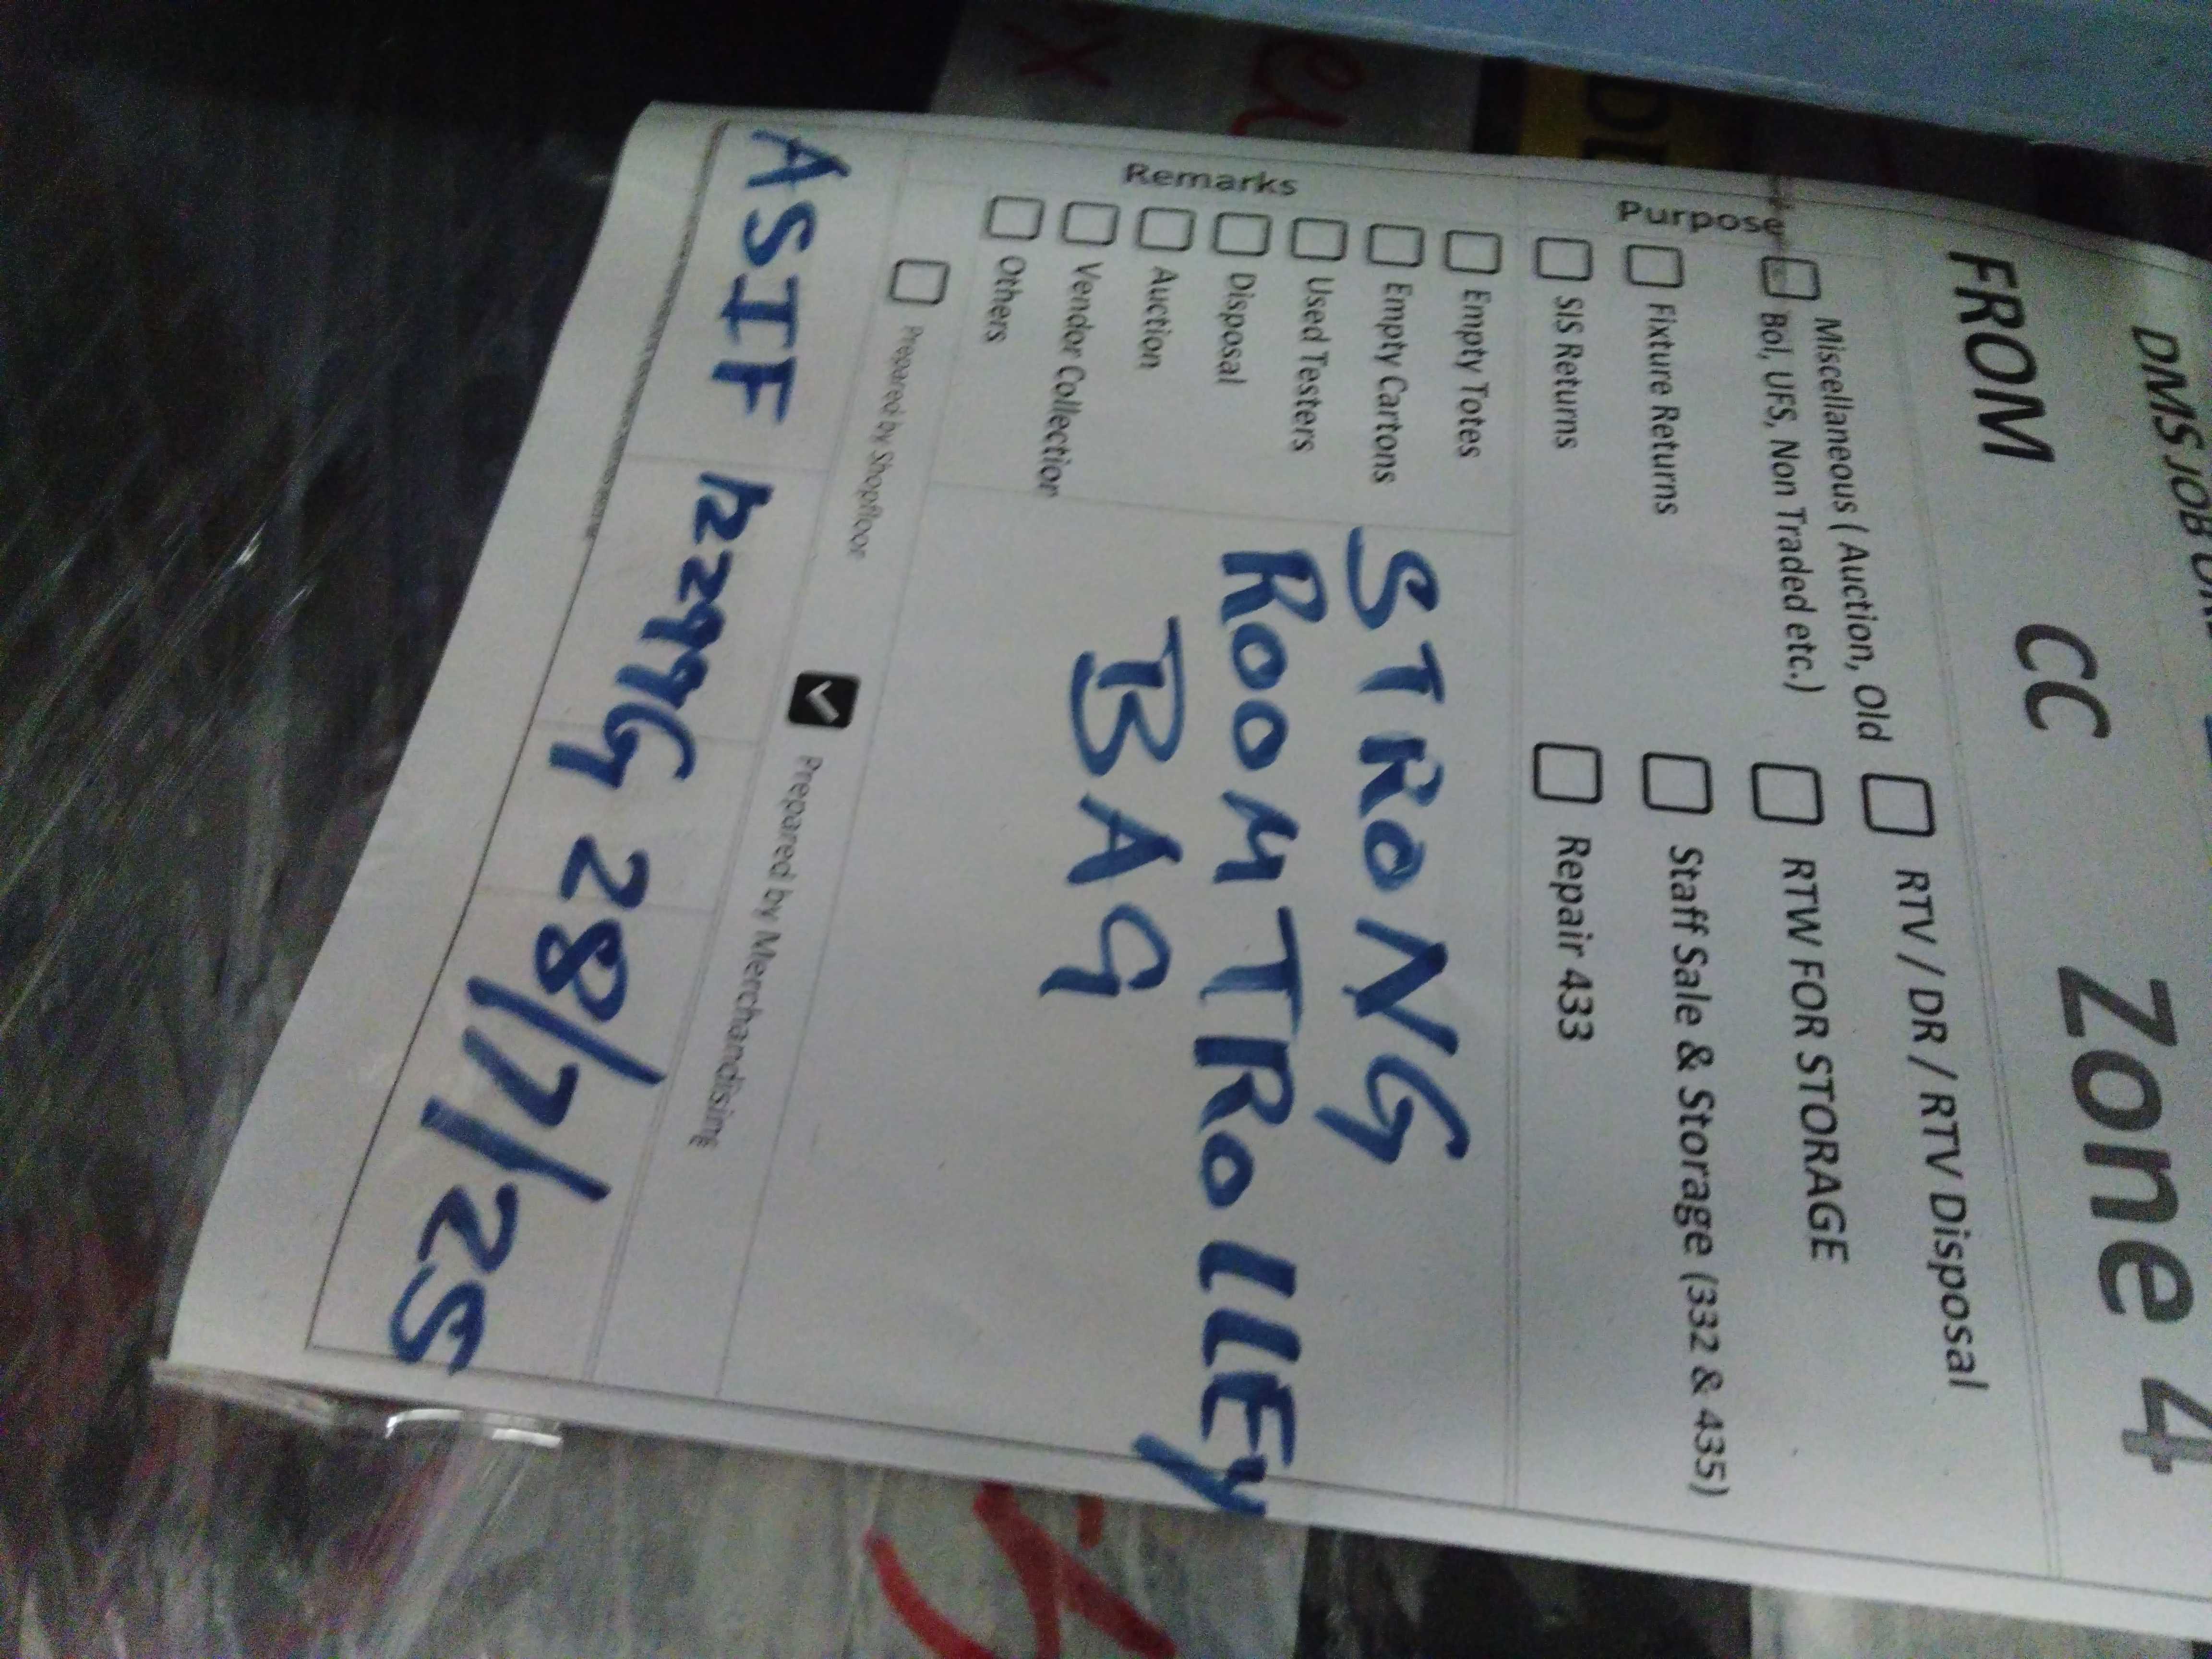 DMS JOB
FROM CC Zone 4
Purpose
Miscellaneous ( Auction, Old
Bol, UFS, Non Traded etc.)
RTV / DR / RTV Disposal
RTW FOR STORAGE
Fixture Returns
Staff Sale & Storage (332 & 435)
SIS Returns
Repair 433
Remarks
Empty Totes
Empty Cartons
Used Testers
Disposal
Auction
Vendor Collection
Others
STRONG
ROOM TROLLEY
BAG
Prepared by Shopfloor
Prepared by Merchandising
ASIF
28/7/25